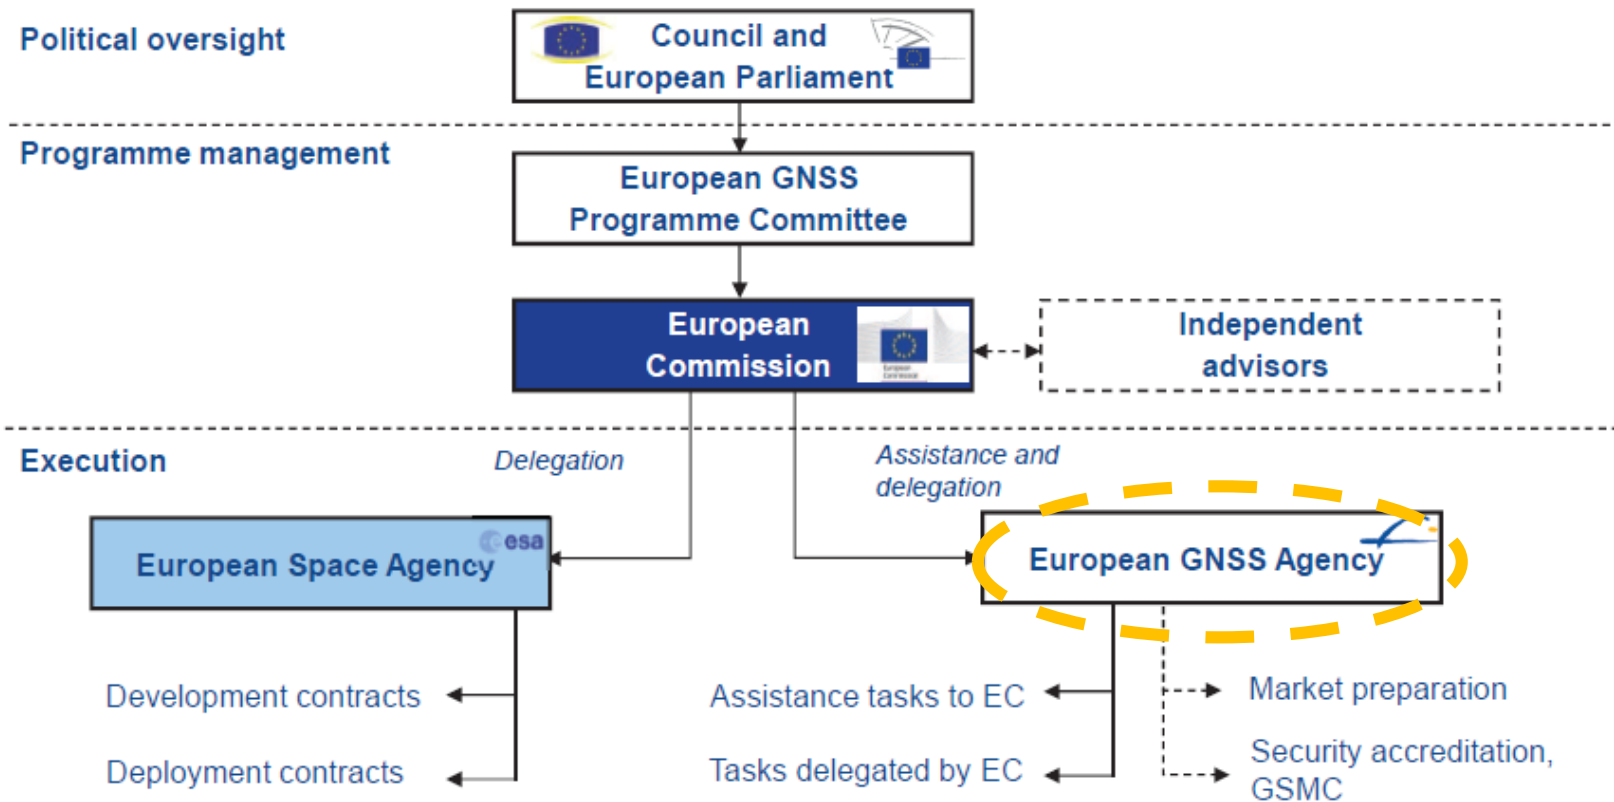 Political oversight
Council and
European Parliament
Programme management
European GNSS
Programme Committee
European
Commission
European
Commission
Independent
advisors
Execution
Delegation
Assistance and
delegation
esa
European Space Agency
European GNSS Agency
Development contracts
Deployment contracts
Assistance tasks to EC
Tasks delegated by EC
Market preparation
Security accreditation,
GSMC